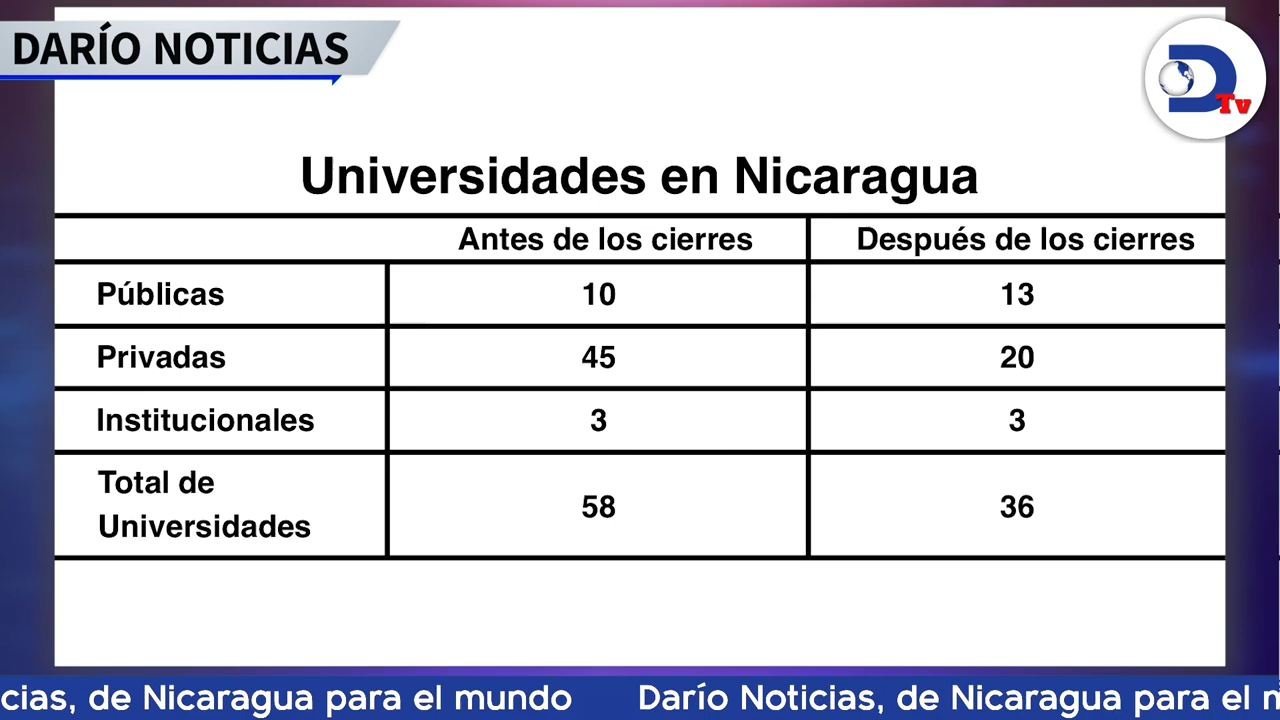 DARÍO NOTICIAS
D
Tv
Universidades en Nicaragua
Antes de los cierres Después de los cierres
Públicas 10 13
Privadas 45 20
Institucionales 3 3
Total de
Universidades 58 36
cias, de Nicaragua para el mundo Darío Noticias, de Nicaragua para el